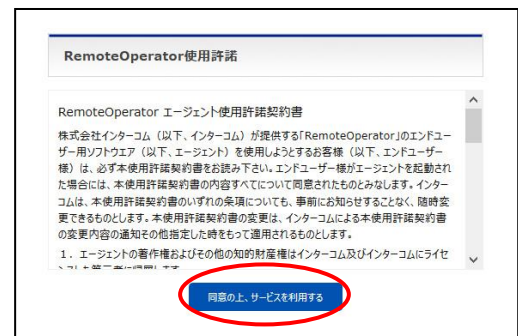 RemoteOperator使用許諾
RemoteOperator エージェント使用許諾契約書
株式会社インターコム（以下、インターコム）が提供する「RemoteOperator」のエンドユー
ザー用ソフトウエア（以下、エージェント）を使用しようとするお客様（以下、エンドユーザー
様）は、必ず本使用許諾契約書をお読み下さい。エンドユーザー様がエージェントを起動され
た場合には、本使用許諾契約書の内容すべてについて同意されたものとみなします。インター
コムは、本使用許諾契約書のいずれの条項についても、事前にお知らせすることなく、随時変
更できるものとします。本使用許諾契約書の変更は、インターコムによる本使用許諾契約書
の変更内容の通知その他指定した時をもって適用されるものとします。
1．エージェントの著作権およびその他の知的財産権はインターコム及びインターコムにライセ
同意の上、サービスを利用する